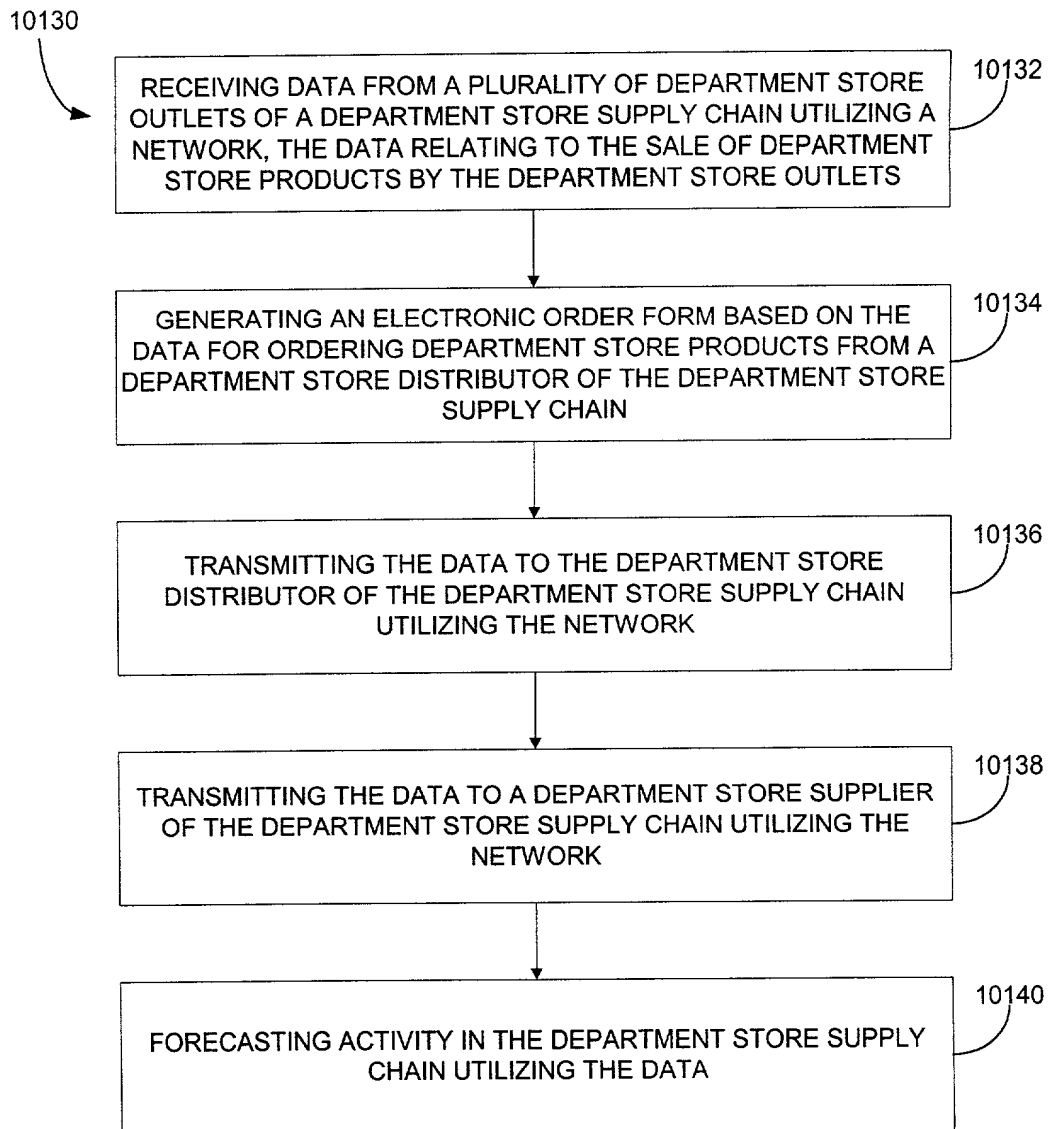 10130
10132
RECEIVING DATA FROM A PLURALITY OF DEPARTMENT STORE
OUTLETS OF A DEPARTMENT STORE SUPPLY CHAIN UTILIZING A
NETWORK, THE DATA RELATING TO THE SALE OF DEPARTMENT
STORE PRODUCTS BY THE DEPARTMENT STORE OUTLETS
10134
GENERATING AN ELECTRONIC ORDER FORM BASED ON THE
DATA FOR ORDERING DEPARTMENT STORE PRODUCTS FROM A
DEPARTMENT STORE DISTRIBUTOR OF THE DEPARTMENT STORE
SUPPLY CHAIN
10136
TRANSMITTING THE DATA TO THE DEPARTMENT STORE
DISTRIBUTOR OF THE DEPARTMENT STORE SUPPLY CHAIN
UTILIZING THE NETWORK
10138
TRANSMITTING THE DATA TO A DEPARTMENT STORE SUPPLIER
OF THE DEPARTMENT STORE SUPPLY CHAIN UTILIZING THE
NETWORK
10140
FORECASTING ACTIVITY IN THE DEPARTMENT STORE SUPPLY
CHAIN UTILIZING THE DATA